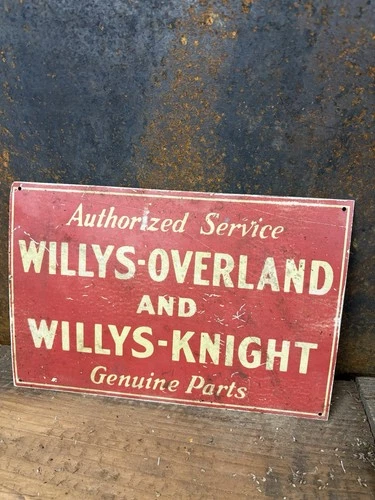 Authorized Service
WILLYS-OVERLAND
AND
WILLYS-KNIGHT
Genuine Parts